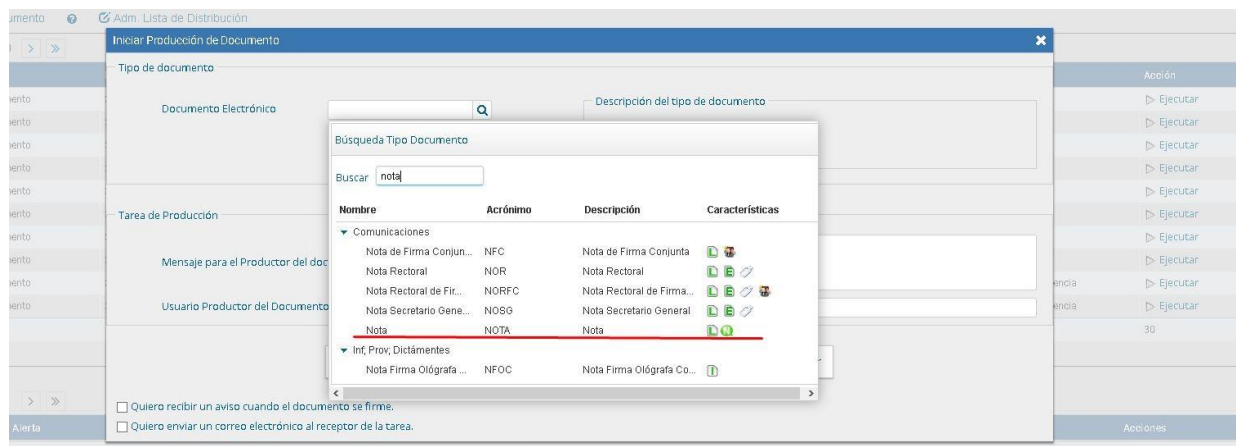 umento Adm. Lista de Distribución
Iniciar Producción de Documento
Tipo de documento
Acción
Documento Electrónico
Descripción del tipo de documento
Ejecutar
Ejecutar
Ejecutar
Ejecutar
Ejecutar
Ejecutar
Ejecutar
Ejecutar
encia Ejecutar
encia Ejecutar
30
Búsqueda Tipo Documento
Buscar nota
Nombre Acrónimo Descripción Características
Comunicaciones
Nota de Firma Conjun... NFC Nota de Firma Conjunta L
Nota Rectoral NOR Nota Rectoral L E
Nota Rectoral de Fir... NORFC Nota Rectoral de Firma... L E
Nota Secretario Gene... NOSG Nota Secretario General L E
Nota NOTA Nota L N
Inf; Prov; Dictámentes
Nota Firma Ológrafa ... NFOC Nota Firma Ológrafa Co... I
Tarea de Producción
Mensaje para el Productor del doc
Usuario Productor del Documento
Quiero recibir un aviso cuando el documento se firme.
Quiero enviar un correo electrónico al receptor de la tarea.
Alerta Acciones